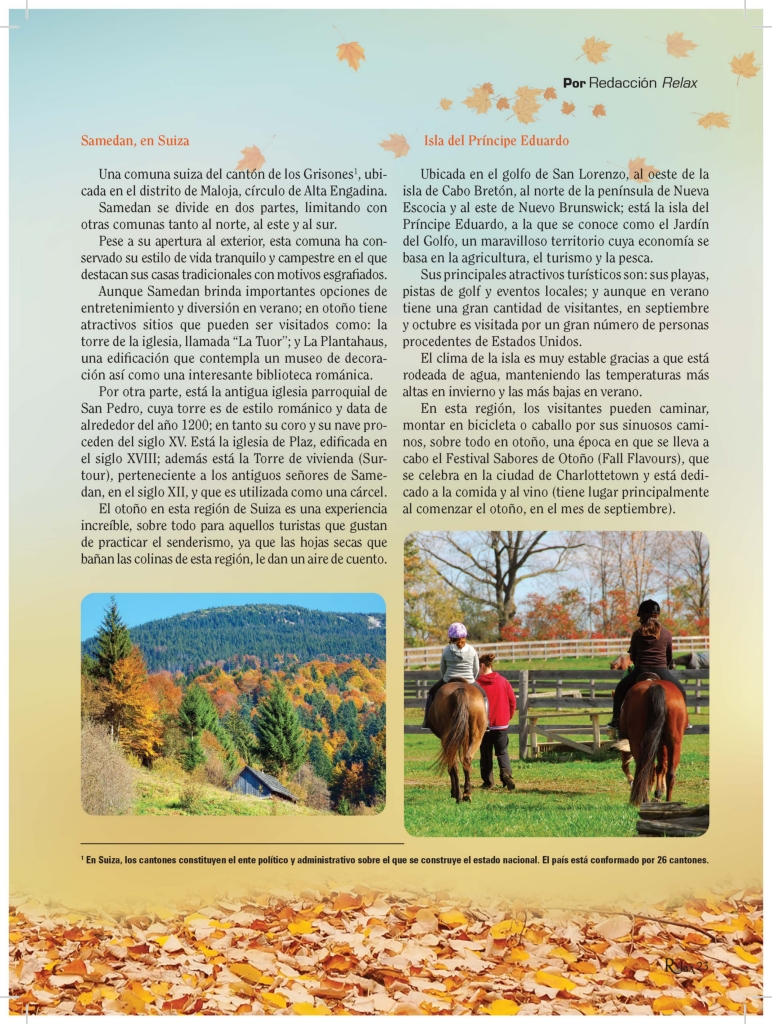 Por Redacción Relax
Samedan, en Suiza
Una comuna suiza del cantón de los Grisones¹, ubi-
cada en el distrito de Maloja, círculo de Alta Engadina.
Samedan se divide en dos partes, limitando con
otras comunas tanto al norte, al este y al sur.
Pese a su apertura al exterior, esta comuna ha con-
servado su estilo de vida tranquilo y campestre en el que
destacan sus casas tradicionales con motivos esgrafiados.
Aunque Samedan brinda importantes opciones de
entretenimiento y diversión en verano; en otoño tiene
atractivos sitios que pueden ser visitados como: la
torre de la iglesia, llamada “La Tuor”; y La Plantahaus,
una edificación que contempla un museo de decora-
ción así como una interesante biblioteca románica.
Por otra parte, está la antigua iglesia parroquial de
San Pedro, cuya torre es de estilo románico y data de
alrededor del año 1200; en tanto su coro y su nave pro-
ceden del siglo XV. Está la iglesia de Plaz, edificada en
el siglo XVIII; además está la Torre de vivienda (Sur-
tour), perteneciente a los antiguos señores de Same-
dan, en el siglo XII, y que es utilizada como una cárcel.
El otoño en esta región de Suiza es una experiencia
increíble, sobre todo para aquellos turistas que gustan
de practicar el senderismo, ya que las hojas secas que
bañan las colinas de esta región, le dan un aire de cuento.
Isla del Príncipe Eduardo
Ubicada en el golfo de San Lorenzo, al oeste de la
isla de Cabo Bretón, al norte de la península de Nueva
Escocia y al este de Nuevo Brunswick; está la isla del
Príncipe Eduardo, a la que se conoce como el Jardín
del Golfo, un maravilloso territorio cuya economía se
basa en la agricultura, el turismo y la pesca.
Sus principales atractivos turísticos son: sus playas,
pistas de golf y eventos locales; y aunque en verano
tiene una gran cantidad de visitantes, en septiembre
y octubre es visitada por un gran número de personas
procedentes de Estados Unidos.
El clima de la isla es muy estable gracias a que está
rodeada de agua, manteniendo las temperaturas más
altas en invierno y las más bajas en verano.
En esta región, los visitantes pueden caminar,
montar en bicicleta o caballo por sus sinuosos cami-
nos, sobre todo en otoño, una época en que se lleva a
cabo el Festival Sabores de Otoño (Fall Flavours), que
se celebra en la ciudad de Charlottetown y está dedi-
cado a la comida y al vino (tiene lugar principalmente
al comenzar el otoño, en el mes de septiembre).
¹ En Suiza, los cantones constituyen el ente político y administrativo sobre el que se construye el estado nacional. El país está conformado por 26 cantones.